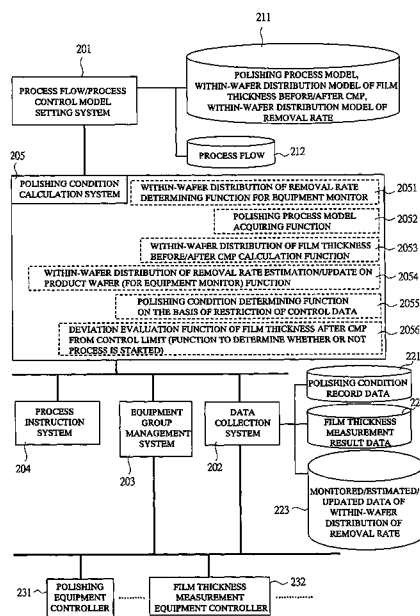 211
201
PROCESS FLOW/PROCESS
CONTROL MODEL
SETTING SYSTEM
POLISHING PROCESS MODEL,
WITHIN-WAFER DISTRIBUTION MODEL OF FILM
THICKNESS BEFORE/AFTER CMP,
WITHIN-WAFER DISTRIBUTION MODEL OF
REMOVAL RATE
PROCESS FLOW
212
205
POLISHING CONDITION
CALCULATION SYSTEM
WITHIN-WAFER DISTRIBUTION OF REMOVAL RATE
DETERMINING FUNCTION FOR EQUIPMENT MONITOR
2051
POLISHING PROCESS MODEL
ACQUIRING FUNCTION
2052
WITHIN-WAFER DISTRIBUTION OF FILM THICKNESS
BEFORE/AFTER CMP CALCULATION FUNCTION
2053
WITHIN-WAFER DISTRIBUTION OF REMOVAL RATE ESTIMATION/UPDATE ON
PRODUCT WAFER (FOR EQUIPMENT MONITOR) FUNCTION
2054
POLISHING CONDITION DETERMINING FUNCTION
ON THE BASIS OF RESTRICTION OF CONTROL DATA
2055
DEVIATION EVALUATION FUNCTION OF FILM THICKNESS AFTER CMP
FROM CONTROL LIMIT (FUNCTION TO DETERMINE WHETHER OR NOT
PROCESS IS STARTED)
2056
221
POLISHING CONDITION
RECORD DATA
FILM THICKNESS
MEASUREMENT
RESULT DATA
PROCESS
INSTRUCTION
SYSTEM
204
EQUIPMENT
GROUP
MANAGEMENT
SYSTEM
203
DATA
COLLECTION
SYSTEM
202
MONITORED/ESTIMATED/
UPDATED DATA OF
WITHIN-WAFER
DISTRIBUTION OF
REMOVAL RATE
223
231
POLISHING
EQUIPMENT
CONTROLLER
232
FILM THICKNESS
MEASUREMENT
EQUIPMENT CONTROLLER